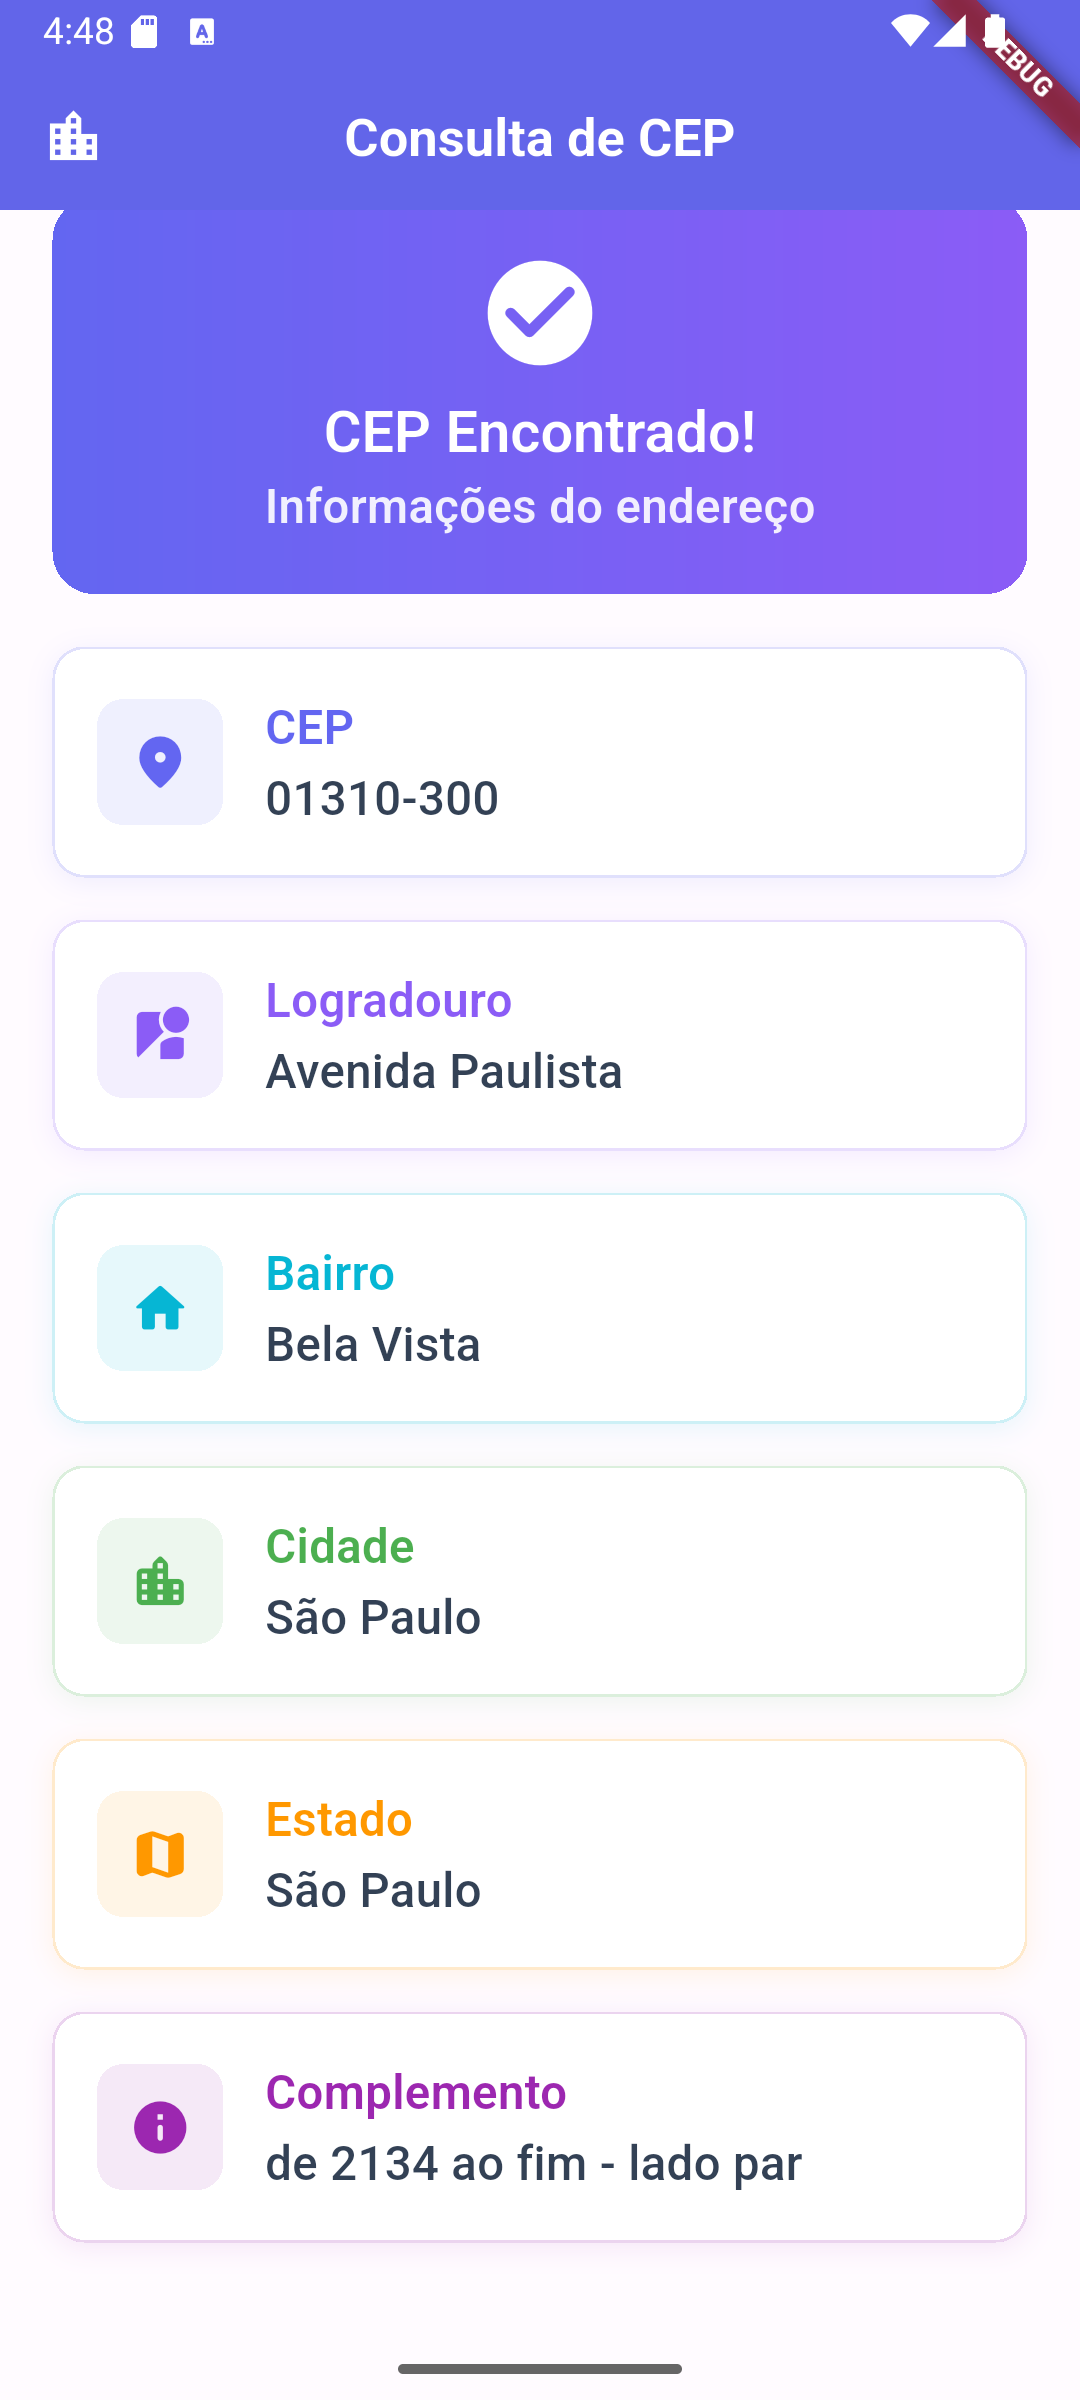 4:48
EBUG
Consulta de CEP
CEP Encontrado!
Informações do endereço
CEP
01310-300
Logradouro
Avenida Paulista
Bairro
Bela Vista
Cidade
São Paulo
Estado
São Paulo
Complemento
de 2134 ao fim - lado par